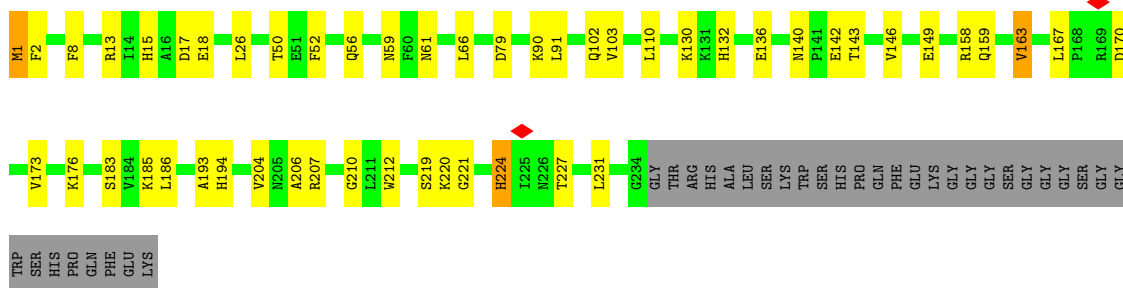 M1 F2 F8 R13 I14 H15 A16 D17 E18 L26 T50 E51 F52 Q56 N59 F60 N61 L66 D79 K90 L91 Q102 V103 L110 K130 K131 H132 E136 N140 P141 E142 T143 V146 E149 R158 Q159 V163 L167 P168 R169 D170
V173 K176 S183 V184 K185 L186 A193 H194 V204 N205 A206 R207 G210 L211 W212 S219 K220 G221 H224 I225 N226 T227 L231 G234 GLY THR ARG HIS ALA LEU SER LYS TRP SER HIS PRO GLN PHE GLU LYS GLY GLY GLY SER GLY GLY GLY SER GLY GLY
TRP SER HIS PRO GLN PHE GLU LYS